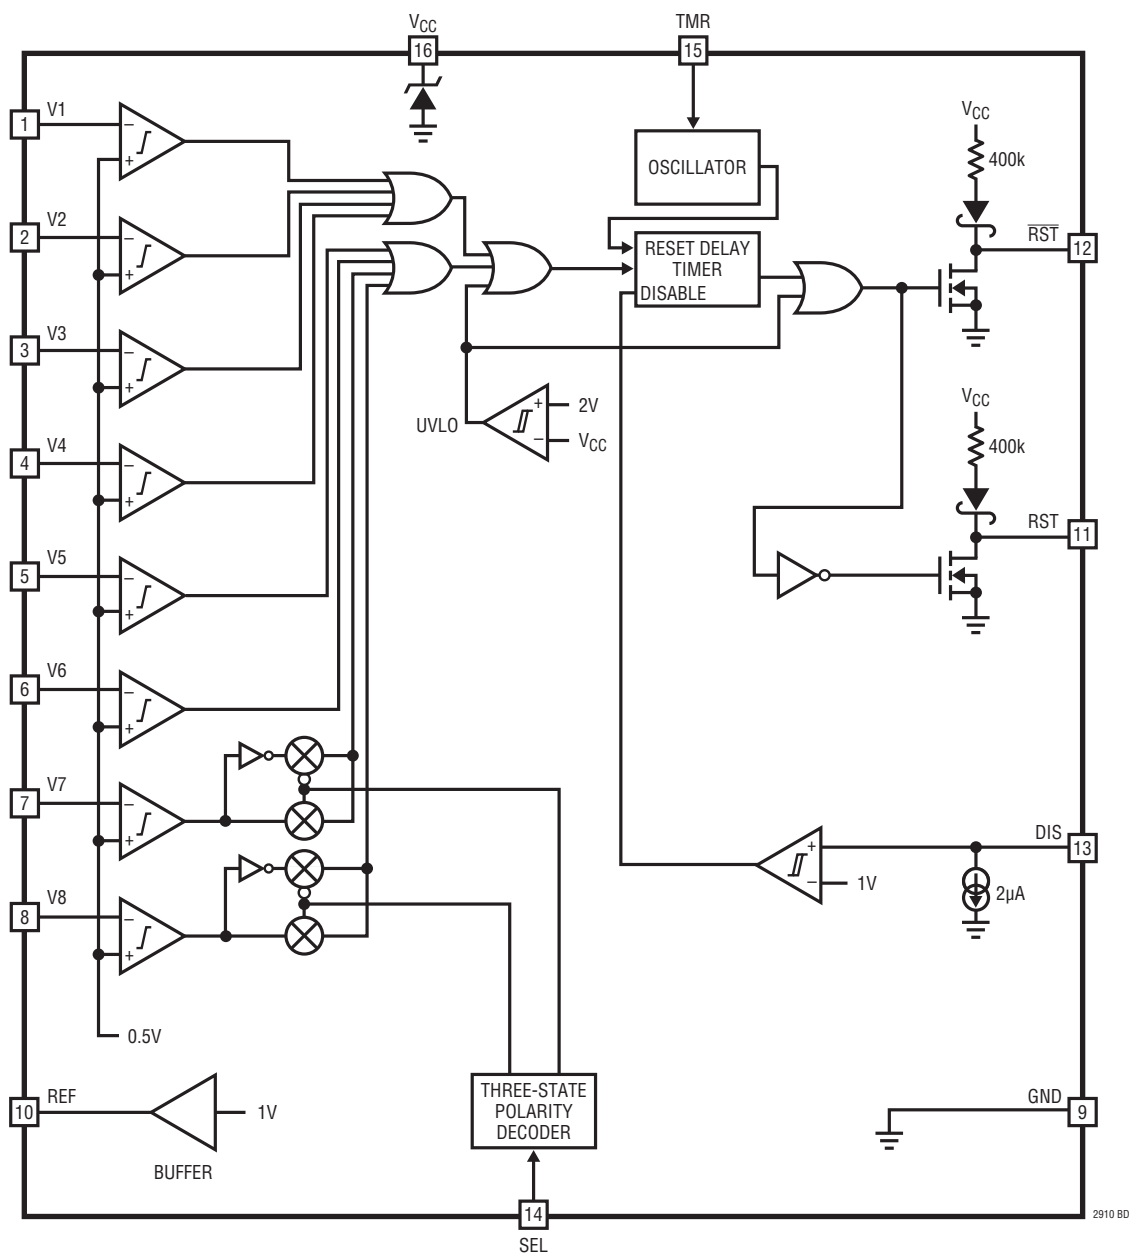 VCC
16
TMR
15
1
V1
–
+
OSCILLATOR
VCC
400k
2
V2
–
+
RESET DELAY
TIMER
DISABLE
RST
12
3
V3
–
+
UVLO
+
2V
–
VCC
VCC
400k
4
V4
–
+
RST
11
5
V5
–
+
6
V6
–
+
7
V7
–
+
DIS
13
+
–
1V
2µA
8
V8
–
+
0.5V
10
REF
1V
BUFFER
THREE-STATE
POLARITY
DECODER
GND
9
14
SEL
2910 BD